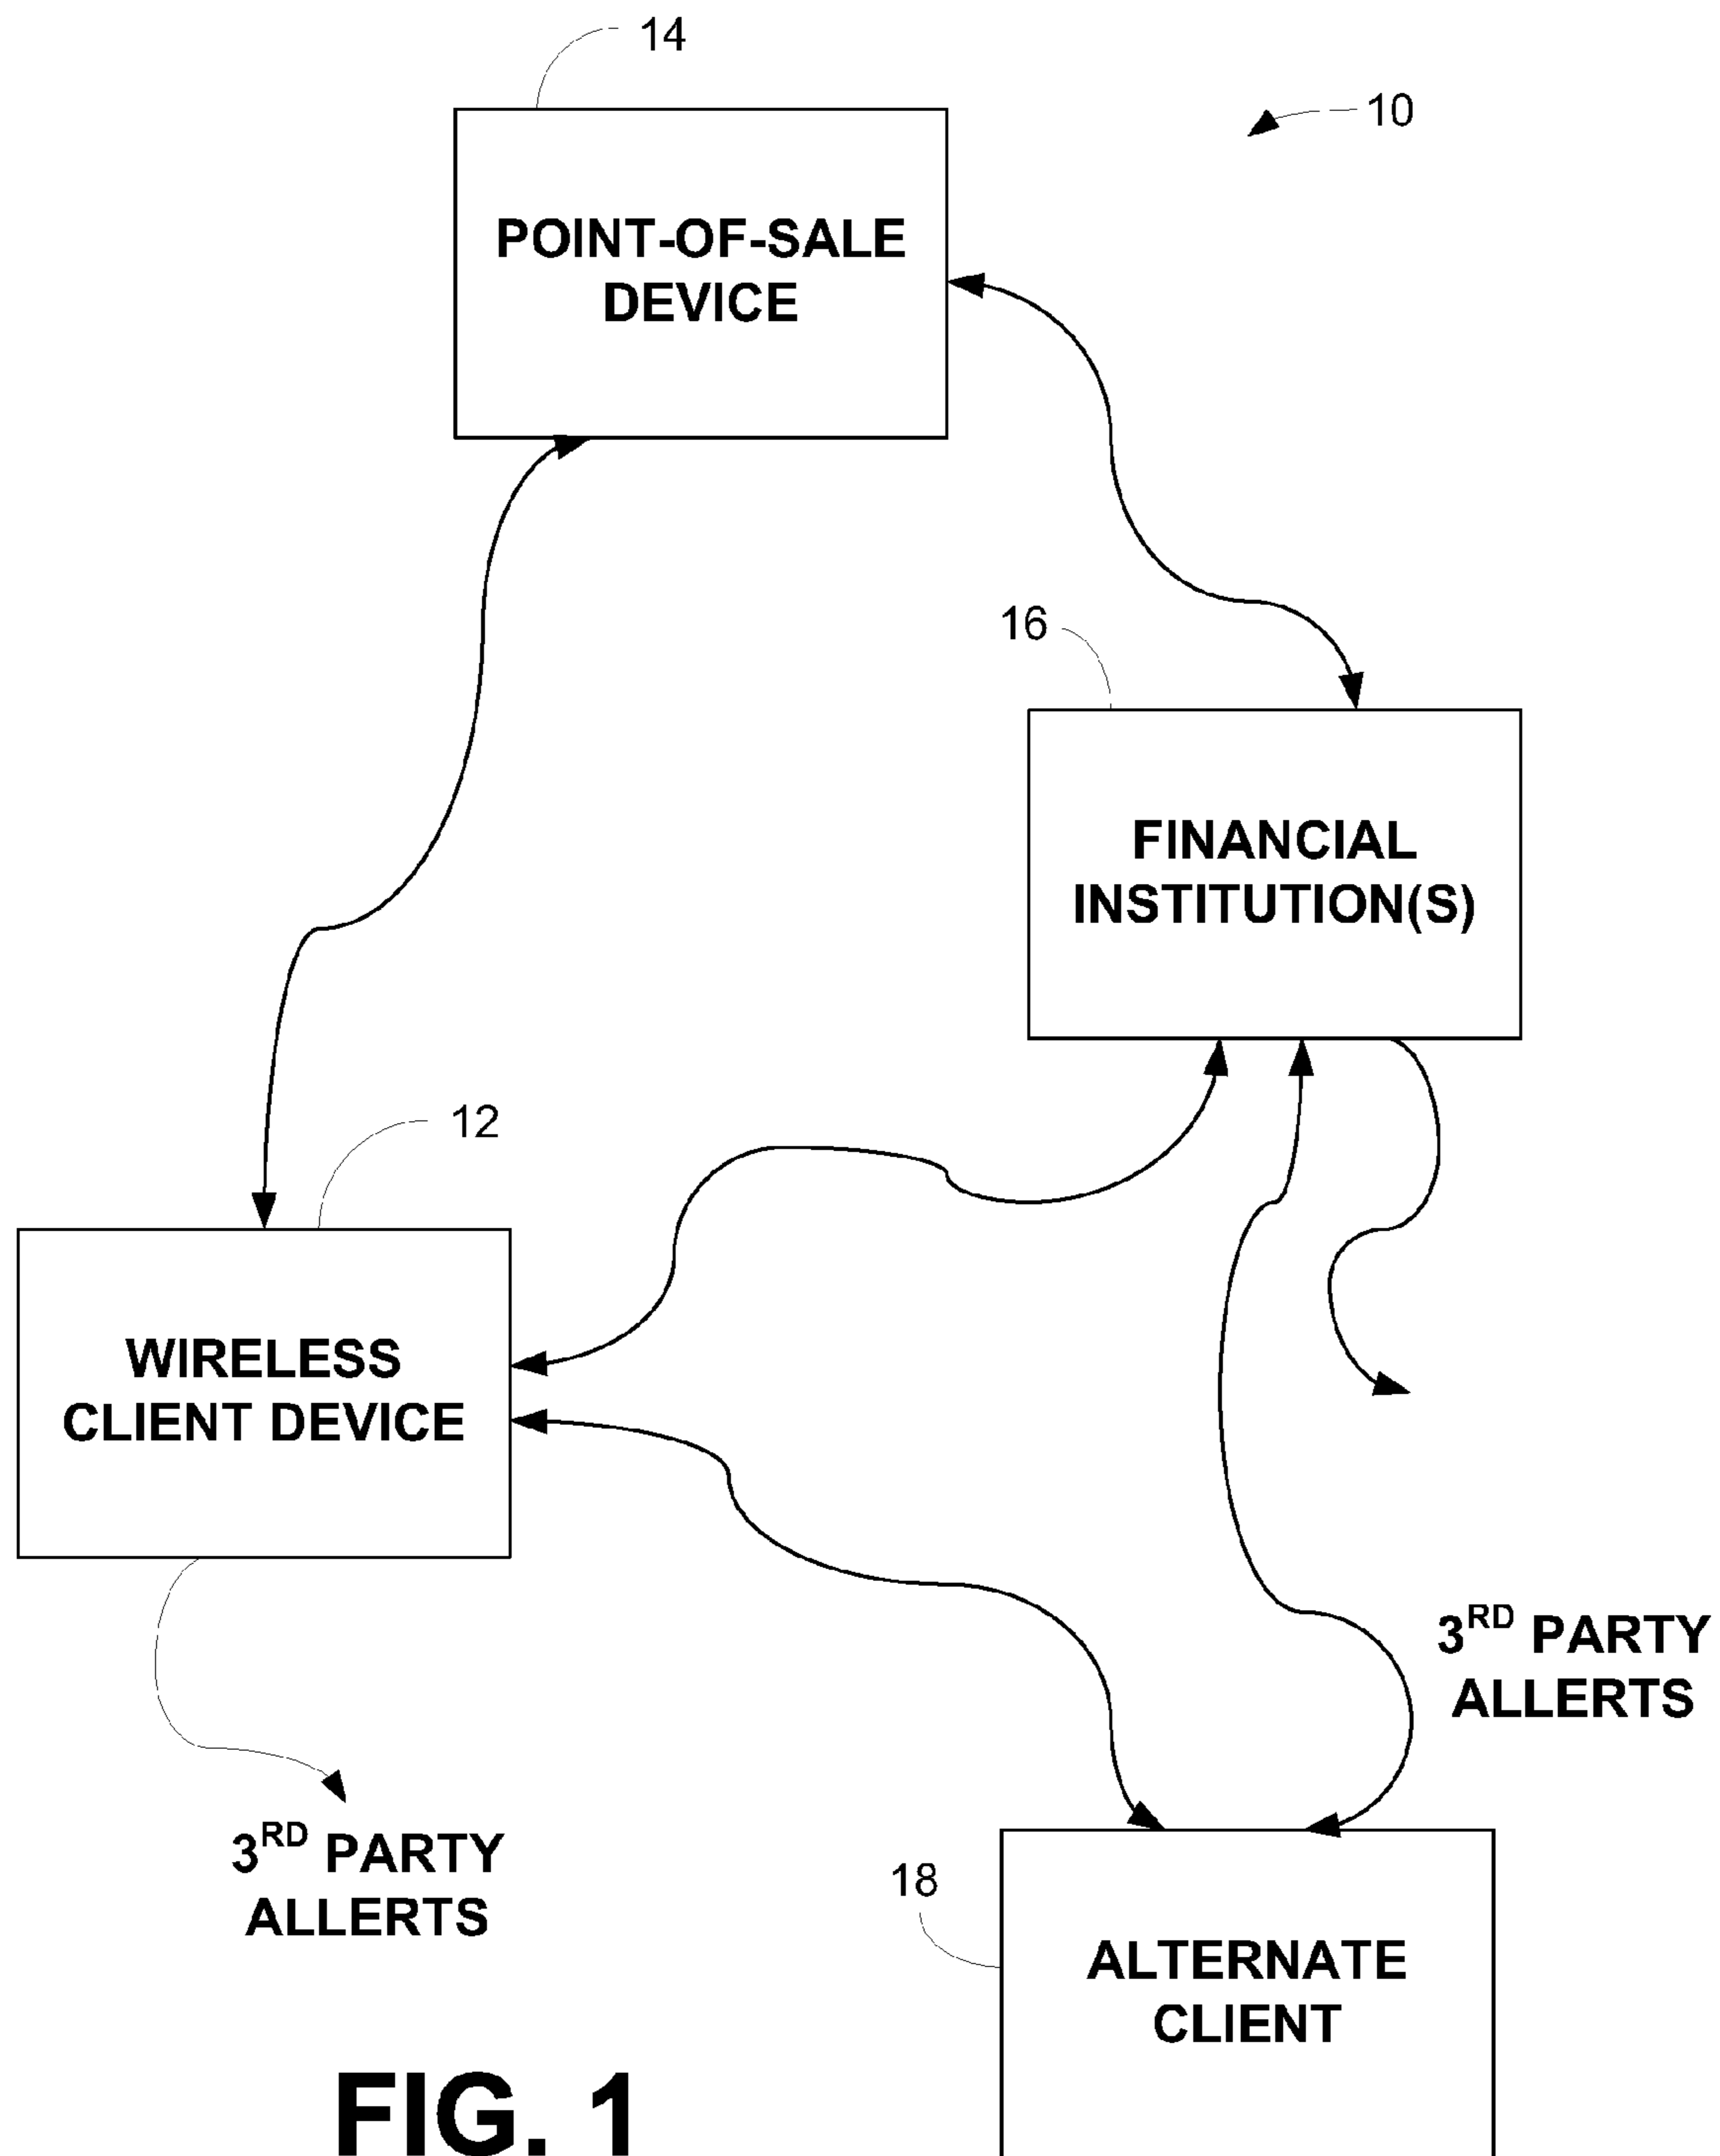 14
10
POINT-OF-SALE
DEVICE
16
FINANCIAL
INSTITUTION(S)
12
WIRELESS
CLIENT DEVICE
3RD PARTY
ALLERTS
3RD PARTY
ALLERTS
18
ALTERNATE
CLIENT
FIG. 1